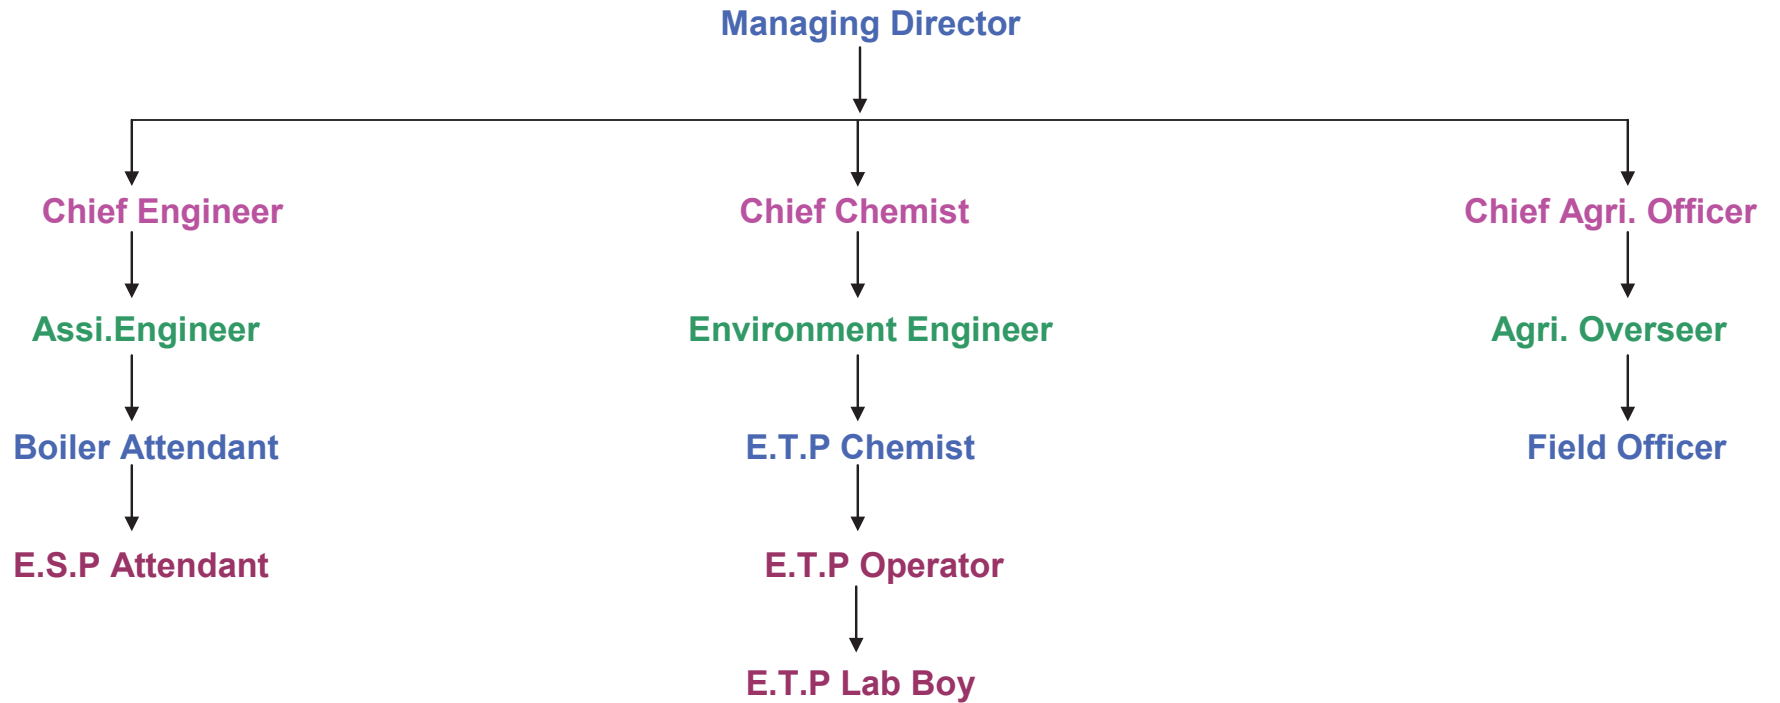 Managing Director
Chief Engineer
Chief Chemist
Chief Agri. Officer
Assi.Engineer
Environment Engineer
Agri. Overseer
Boiler Attendant
E.T.P Chemist
Field Officer
E.S.P Attendant
E.T.P Operator
E.T.P Lab Boy